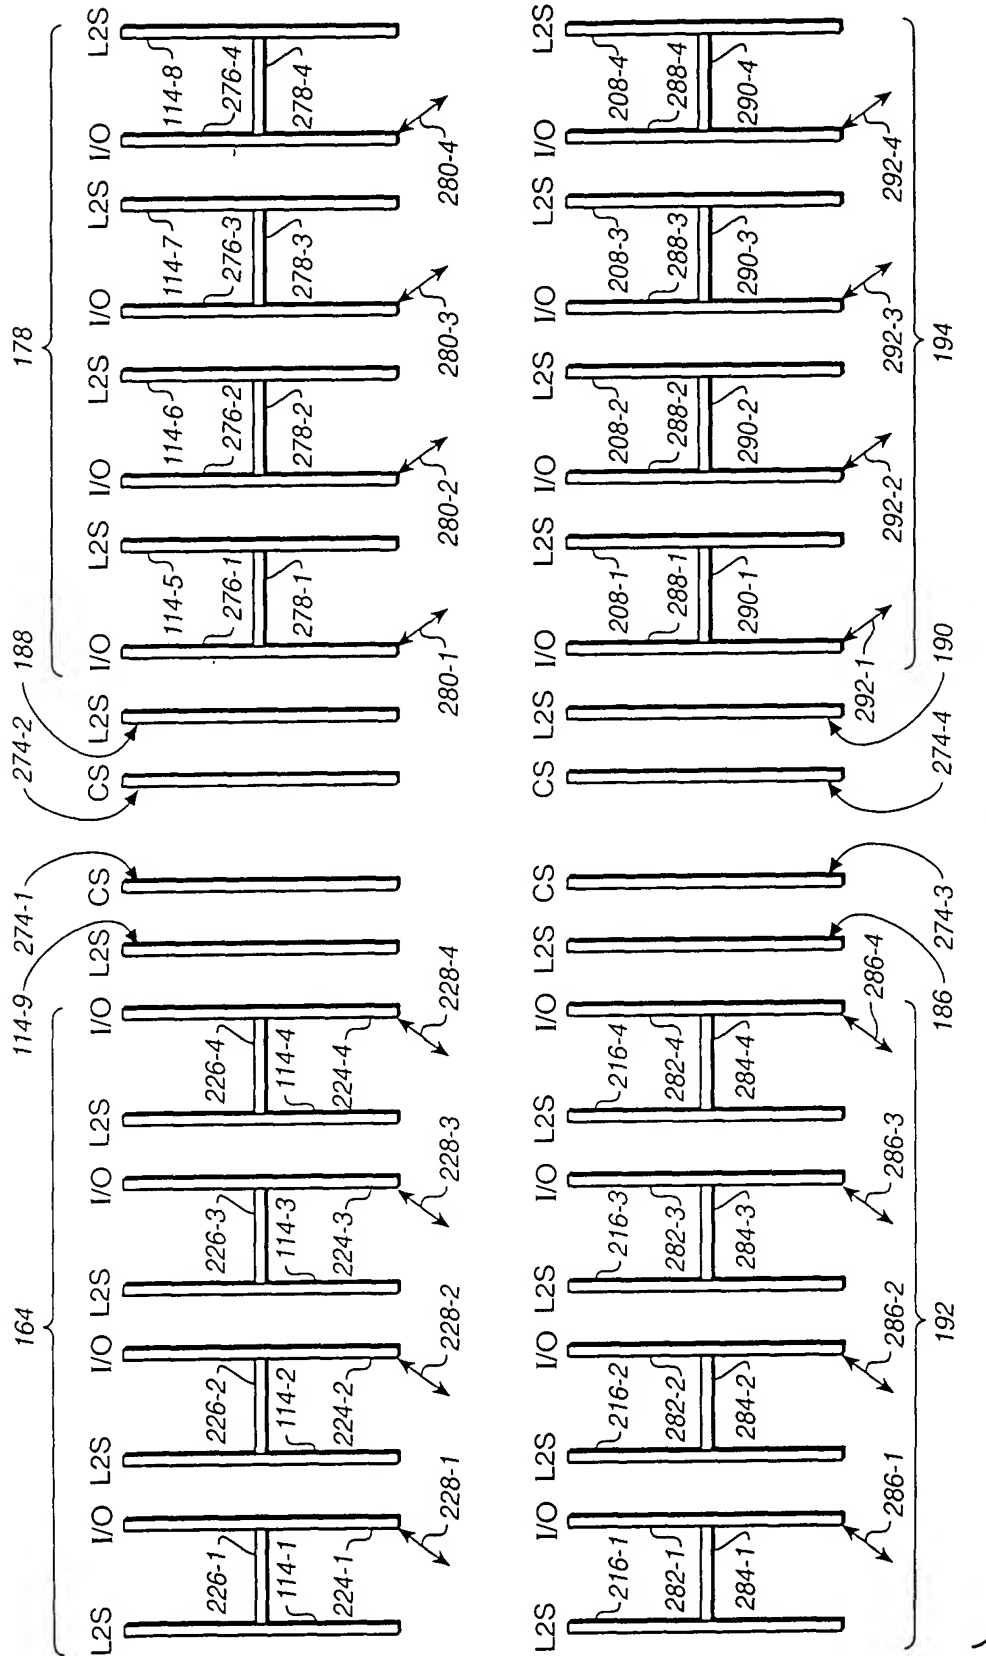 164 114-9 274-1 274-2 188 178
L2S I/O L2S I/O L2S I/O L2S I/O L2S CS CS L2S I/O L2S I/O L2S I/O L2S I/O L2S
226-1 226-2 226-3 226-4 114-5 114-6 114-7 114-8
114-1 114-2 114-3 114-4 276-1 276-2 276-3 276-4
224-1 224-2 224-3 224-4 278-1 278-2 278-3 278-4
228-1 228-2 228-3 228-4 280-1 280-2 280-3 280-4
L2S I/O L2S I/O L2S I/O L2S I/O L2S CS CS L2S I/O L2S I/O L2S I/O L2S I/O L2S
216-1 216-2 216-3 216-4 208-1 208-2 208-3 208-4
282-1 282-2 282-3 282-4 288-1 288-2 288-3 288-4
284-1 284-2 284-3 284-4 290-1 290-2 290-3 290-4
286-1 286-2 286-3 286-4 292-1 292-2 292-3 292-4
192 186 274-3 274-4 190 194